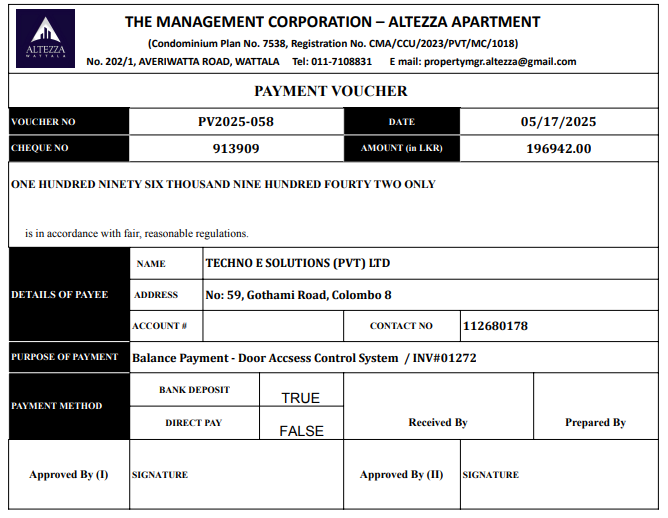 ALTEZZA
WATTALA
THE MANAGEMENT CORPORATION – ALTEZZA APARTMENT
(Condominium Plan No. 7538, Registration No. CMA/CCU/2023/PVT/MC/1018)
No. 202/1, AVERIWATTA ROAD, WATTALA Tel: 011-7108831 E mail: propertymgr.altezza@gmail.com
PAYMENT VOUCHER
VOUCHER NO PV2025-058 DATE 05/17/2025
CHEQUE NO 913909 AMOUNT (in LKR) 196942.00
ONE HUNDRED NINETY SIX THOUSAND NINE HUNDRED FOURTY TWO ONLY
is in accordance with fair, reasonable regulations.
DETAILS OF PAYEE
NAME TECHNO E SOLUTIONS (PVT) LTD
ADDRESS No: 59, Gothami Road, Colombo 8
ACCOUNT # CONTACT NO 112680178
PURPOSE OF PAYMENT Balance Payment - Door Accsess Control System / INV#01272
PAYMENT METHOD
BANK DEPOSIT TRUE
DIRECT PAY FALSE
Received By Prepared By
Approved By (I) SIGNATURE Approved By (II) SIGNATURE